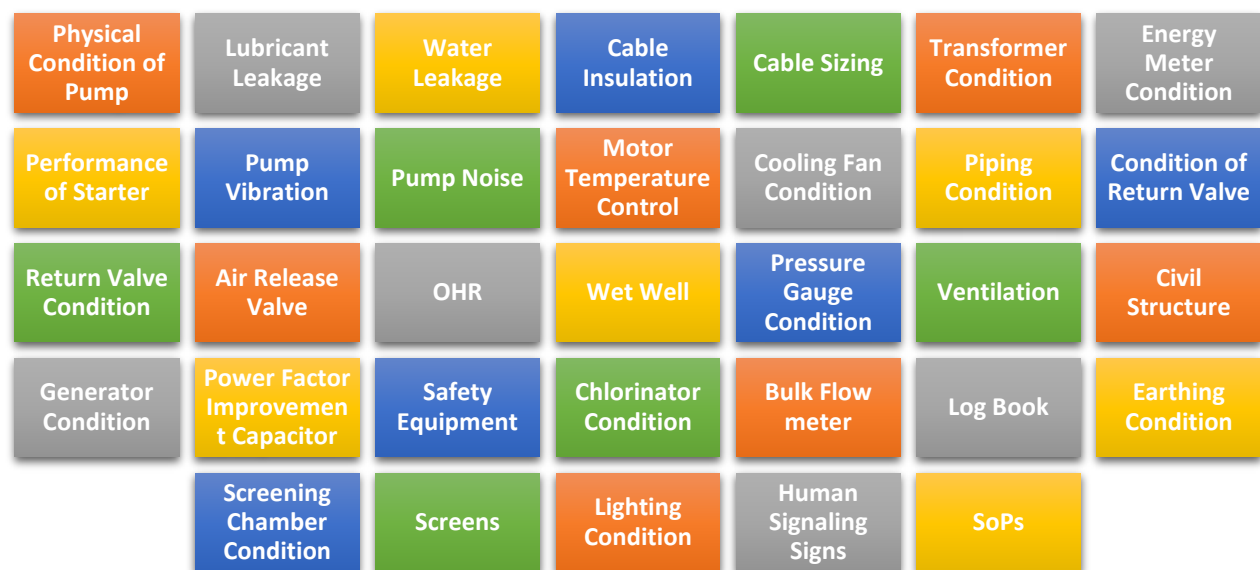 Physical
Condition of
Pump
Lubricant
Leakage
Water
Leakage
Cable
Insulation
Cable Sizing
Transformer
Condition
Energy
Meter
Condition
Performance
of Starter
Pump
Vibration
Pump Noise
Motor
Temperature
Control
Cooling Fan
Condition
Piping
Condition
Condition of
Return Valve
Return Valve
Condition
Air Release
Valve
OHR
Wet Well
Pressure
Gauge
Condition
Ventilation
Civil
Structure
Generator
Condition
Power Factor
Improvemen
t Capacitor
Safety
Equipment
Chlorinator
Condition
Bulk Flow
meter
Log Book
Earthing
Condition
Screening
Chamber
Condition
Screens
Lighting
Condition
Human
Signaling
Signs
SoPs